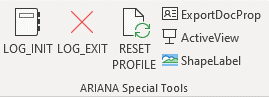 LOG_INIT
LOG_EXIT
RESET
PROFILE
ExportDocProp
ActiveView
ShapeLabel
ARIANA Special Tools